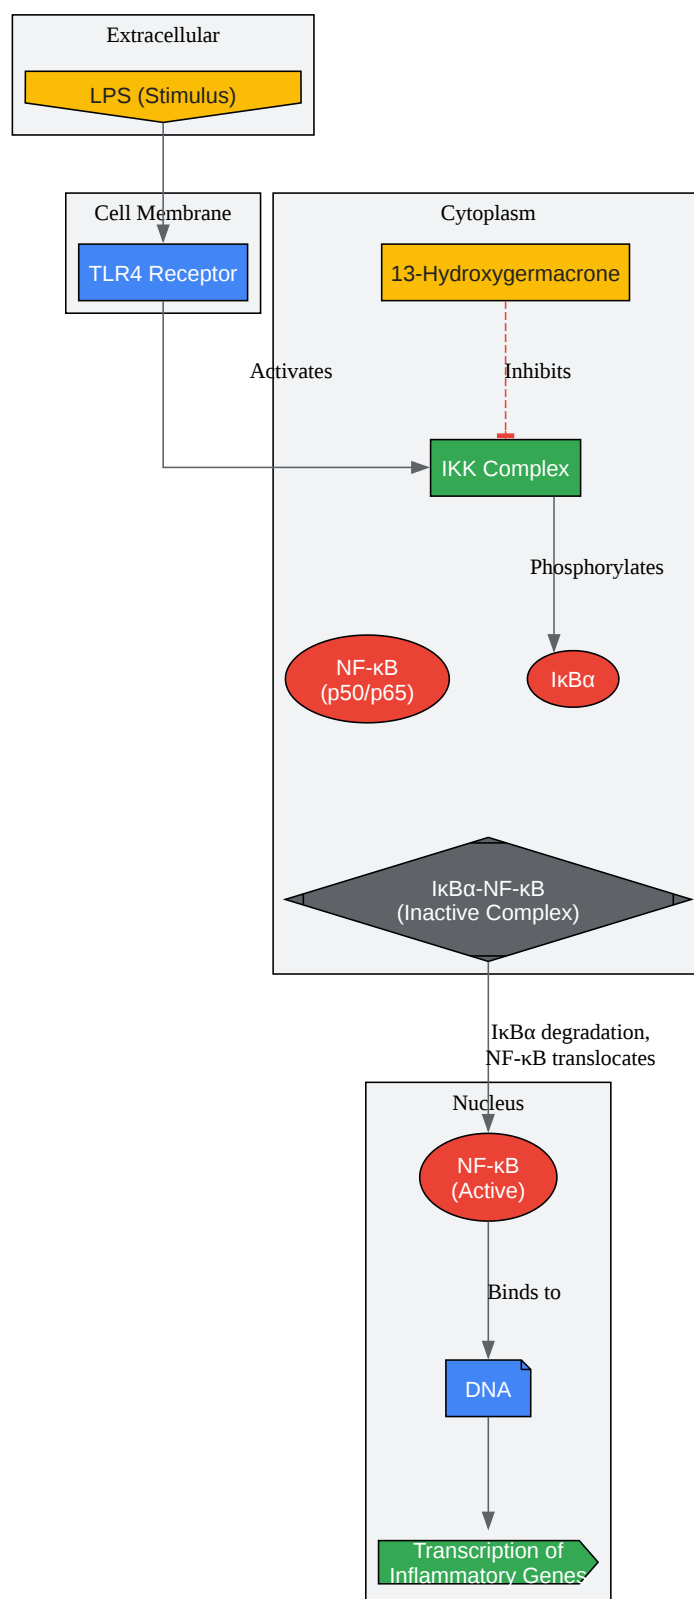 Extracellular
LPS (Stimulus)
Cell Membrane
Cytoplasm
TLR4 Receptor
13-Hydroxygermacrone
Activates
Inhibits
IKK Complex
Phosphorylates
NF-κB
(p50/p65)
IκBα
IκBα-NF-κB
(Inactive Complex)
IκBα degradation,
NF-κB translocates
Nucleus
NF-κB
(Active)
Binds to
DNA
Transcription of
Inflammatory Genes